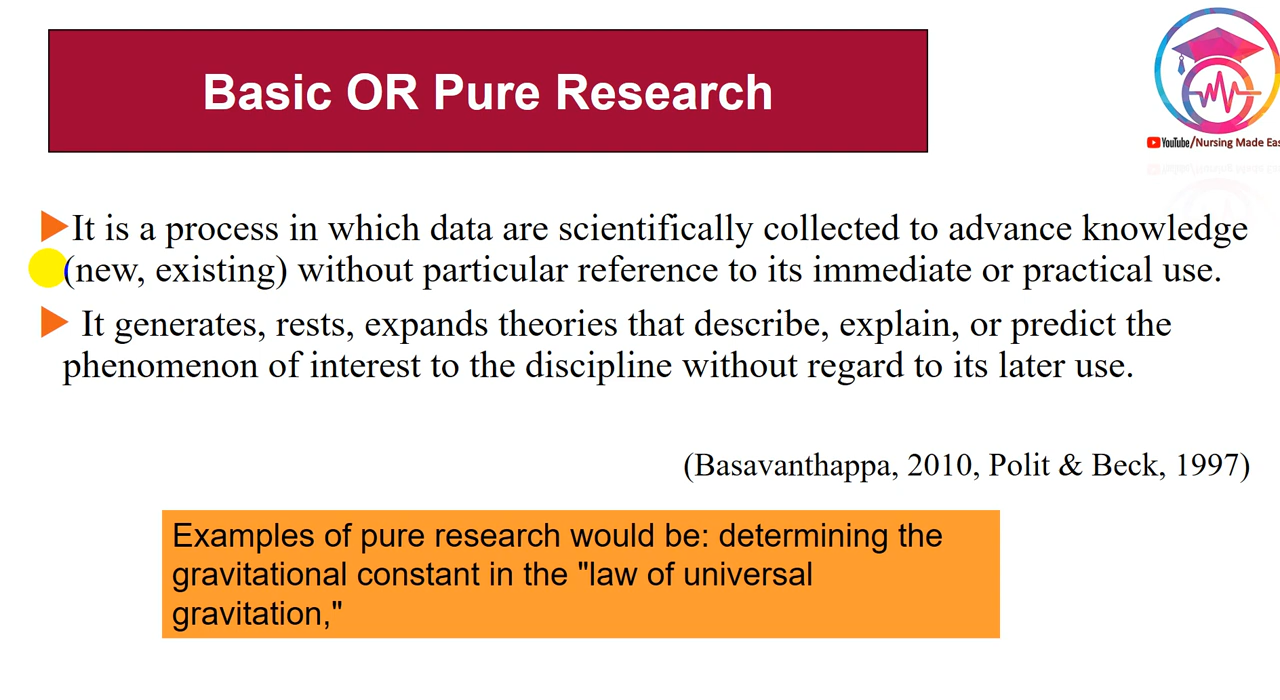 Basic OR Pure Research
YouTube/Nursing Made Eas
It is a process in which data are scientifically collected to advance knowledge
(new, existing) without particular reference to its immediate or practical use.
It generates, rests, expands theories that describe, explain, or predict the
phenomenon of interest to the discipline without regard to its later use.
(Basavanthappa, 2010, Polit & Beck, 1997)
Examples of pure research would be: determining the
gravitational constant in the "law of universal
gravitation,"